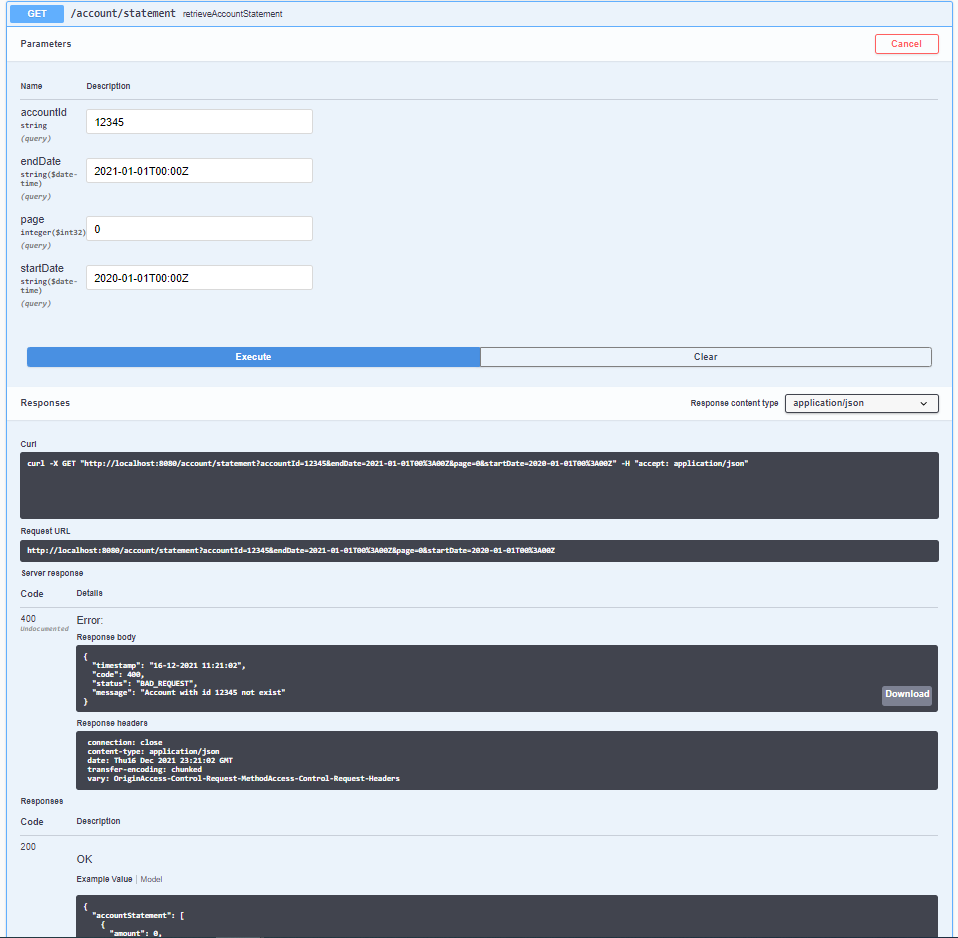 GET /account/statement retrieveAccountStatement
Parameters Cancel
Name Description
accountId
string
(query)
12345
endDate
string($date-
time)
(query)
2021-01-01T00:00Z
page
integer($int32)
(query)
0
startDate
string($date-
time)
(query)
2020-01-01T00:00Z
Execute Clear
Responses Response content type application/json
Curl
curl -X GET "http://localhost:8080/account/statement?accountId=12345&endDate=2021-01-01T00%3A00Z&page=0&startDate=2020-01-01T00%3A00Z" -H "accept: application/json"
Request URL
http://localhost:8080/account/statement?accountId=12345&endDate=2021-01-01T00%3A00Z&page=0&startDate=2020-01-01T00%3A00Z
Server response
Code Details
400
Undocumented
Error:
Response body
{
"timestamp": "16-12-2021 11:21:02",
"code": 400,
"status": "BAD_REQUEST",
"message": "Account with id 12345 not exist"
}
Download
Response headers
connection: close
content-type: application/json
date: Thu16 Dec 2021 23:21:02 GMT
transfer-encoding: chunked
vary: OriginAccess-Control-Request-MethodAccess-Control-Request-Headers
Responses
Code Description
200
OK
Example Value | Model
{
"accountStatement": [
{
"amount": 0,